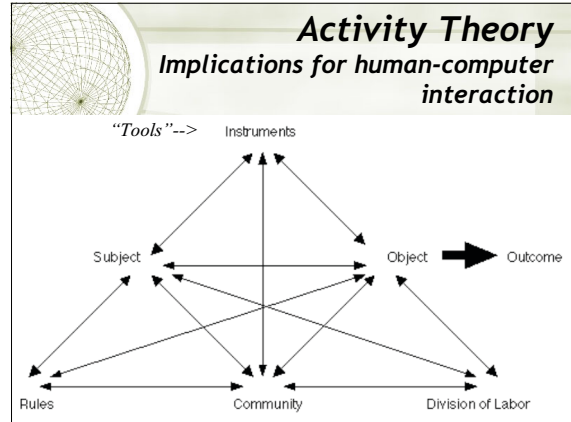 Activity Theory
Implications for human-computer
interaction
“Tools”--> Instruments
Subject Object Outcome
Rules Community Division of Labor